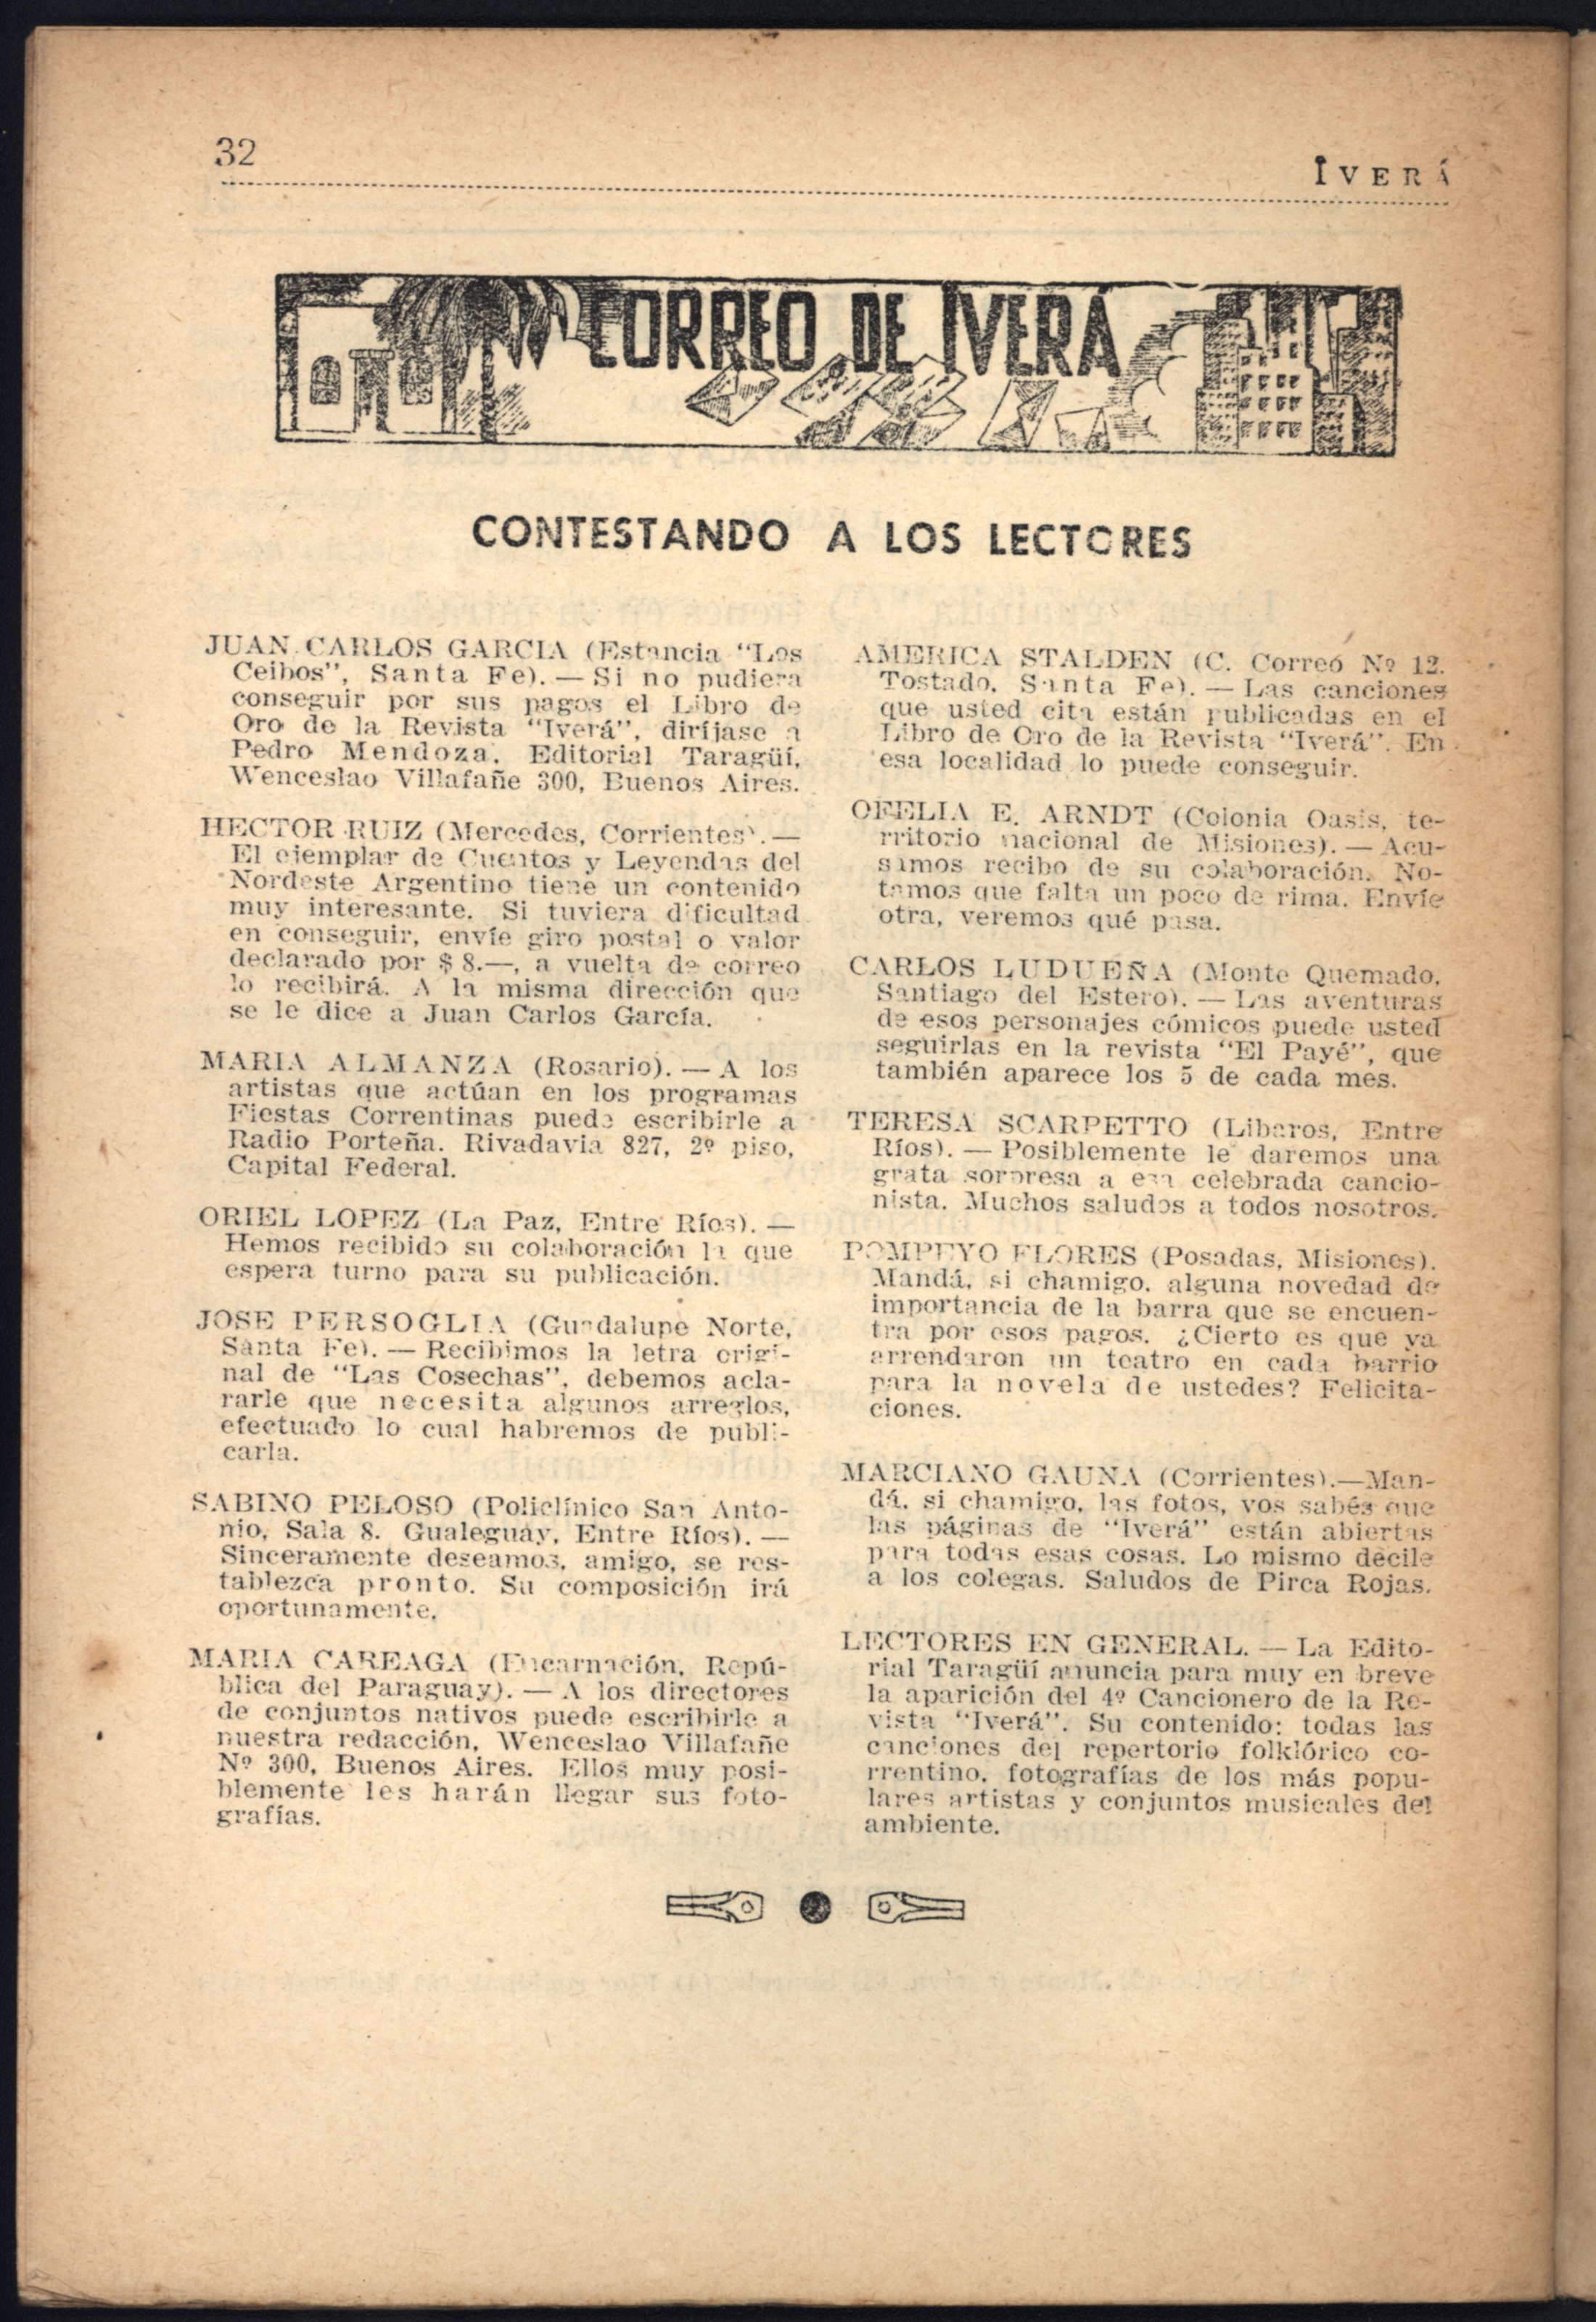 32
IVERÁ
CORREO DE IVERÁ
CONTESTANDO A LOS LECTORES
JUAN CARLOS GARCIA (Estancia “Los
Ceibos”, Santa Fe). — Si no pudiera
conseguir por sus pagos el Libro de
Oro de la Revista “Iverá”, diríjase a
Pedro Mendoza, Editorial Taragüí,
Wenceslao Villafañe 300, Buenos Aires.
HECTOR RUIZ (Mercedes, Corrientes). —
El ejemplar de Cuentos y Leyendas del
Nordeste Argentino tiene un contenido
muy interesante. Si tuviera dificultad
en conseguir, envíe giro postal o valor
declarado por $ 8.—, a vuelta de correo
lo recibirá. A la misma dirección que
se le dice a Juan Carlos García.
MARIA ALMANZA (Rosario). — A los
artistas que actúan en los programas
Fiestas Correntinas puede escribirle a
Radio Porteña. Rivadavia 827, 2º piso,
Capital Federal.
ORIEL LOPEZ (La Paz, Entre Ríos). —
Hemos recibido su colaboración la que
espera turno para su publicación.
JOSE PERSOGLIA (Guadalupe Norte,
Santa Fe). — Recibimos la letra origi-
nal de “Las Cosechas”, debemos acla-
rarle que necesita algunos arreglos,
efectuado lo cual habremos de publi-
carla.
SABINO PELOSO (Policlínico San Anto-
nio, Sala 8. Gualeguay, Entre Ríos). —
Sinceramente deseamos, amigo, se res-
tablezca pronto. Su composición irá
oportunamente.
MARIA CAREAGA (Encarnación, Repú-
blica del Paraguay). — A los directores
de conjuntos nativos puede escribirle a
nuestra redacción, Wenceslao Villafañe
Nº 300, Buenos Aires. Ellos muy posi-
blemente les harán llegar sus foto-
grafías.
AMERICA STALDEN (C. Correo Nº 12.
Tostado, Santa Fe). — Las canciones
que usted cita están publicadas en el
Libro de Oro de la Revista “Iverá”. En
esa localidad lo puede conseguir.
OFELIA E. ARNDT (Colonia Oasis, te-
rritorio nacional de Misiones). — Acu-
samos recibo de su colaboración. No-
tamos que falta un poco de rima. Envíe
otra, veremos qué pasa.
CARLOS LUDUEÑA (Monte Quemado,
Santiago del Estero). — Las aventuras
de esos personajes cómicos puede usted
seguirlas en la revista “El Payé”, que
también aparece los 5 de cada mes.
TERESA SCARPETTO (Libaros, Entre
Ríos). — Posiblemente le daremos una
grata sorpresa a esa celebrada cancio-
nista. Muchos saludos a todos nosotros.
POMPEYO FLORES (Posadas, Misiones).
Mandá, si chamigo, alguna novedad de
importancia de la barra que se encuen-
tra por esos pagos. ¿Cierto es que ya
arrendaron un teatro en cada barrio
para la novela de ustedes? Felicita-
ciones.
MARCIANO GAUNA (Corrientes).—Man-
dá, si chamigo, las fotos, vos sabés que
las páginas de “Iverá” están abiertas
para todas esas cosas. Lo mismo decile
a los colegas. Saludos de Pirca Rojas.
LECTORES EN GENERAL. — La Edito-
rial Taragüí anuncia para muy en breve
la aparición del 4º Cancionero de la Re-
vista “Iverá”. Su contenido: todas las
canciones del repertorio folklórico co-
rrentino, fotografías de los más popu-
lares artistas y conjuntos musicales del
ambiente.